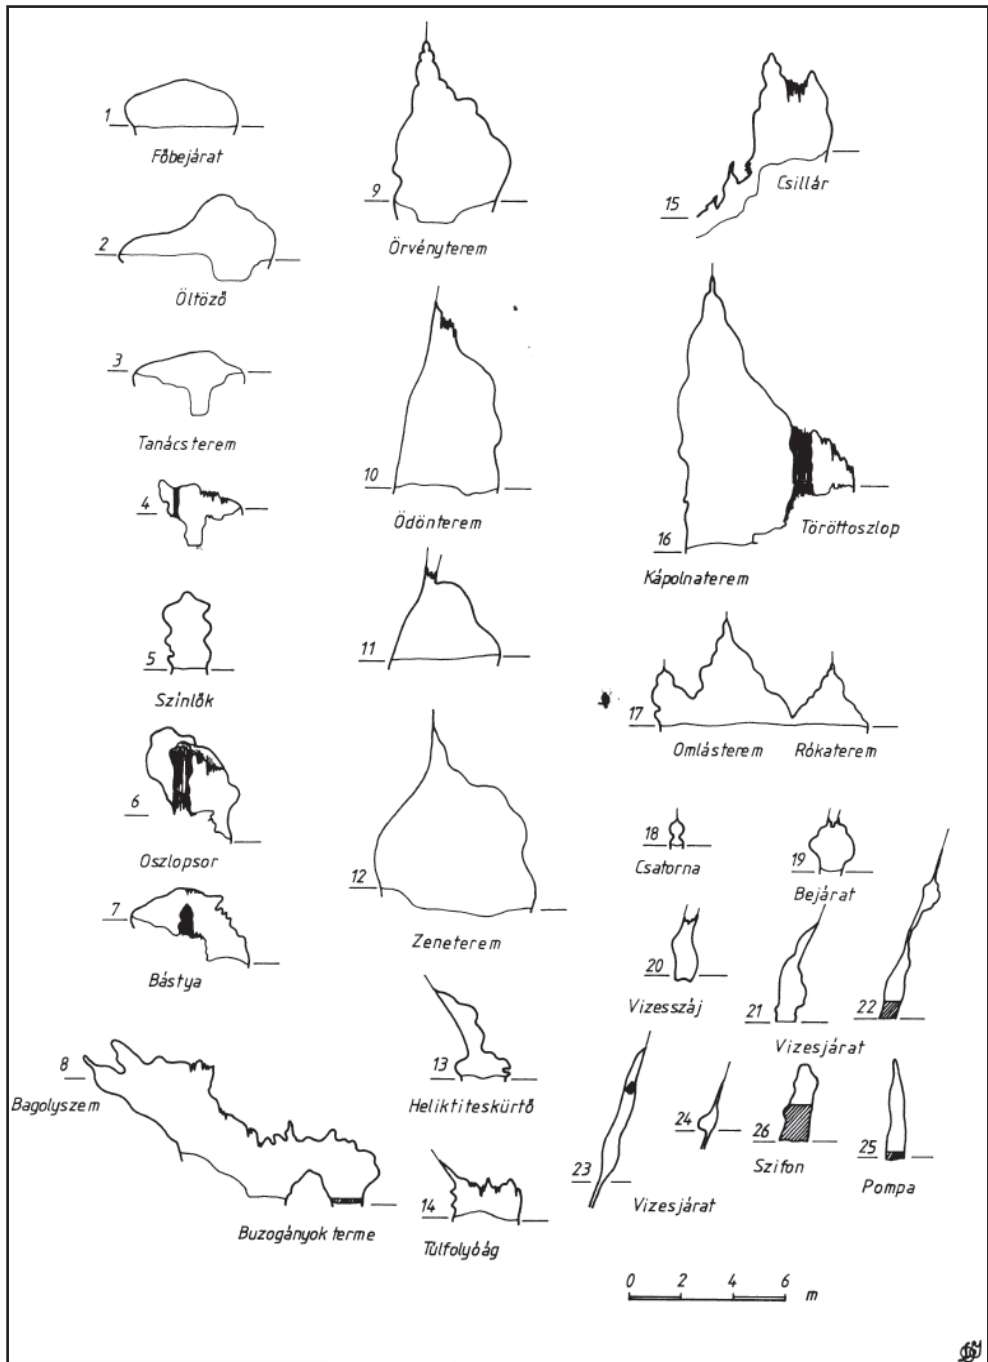 1
Főbejárat
2
Öltöző
3
Tanácsterem
4
5
Színlők
6
Oszlopsor
7
Bástya
8
Bagolyszem
Buzogányok terme
9
Örvényterem
10
Ödönterem
11
12
Zeneterem
13
Heliktiteskürtő
14
Túlfolyóág
15
Csillár
16
Töröttoszlop
Kápolnaterem
17
Omlásterem Rókaterem
18
Csatorna
19
Bejárat
20
Vizesszáj
21
22
Vizesjárat
23
24
Vizesjárat
26
Szifon
25
Pompa
0 2 4 6
m